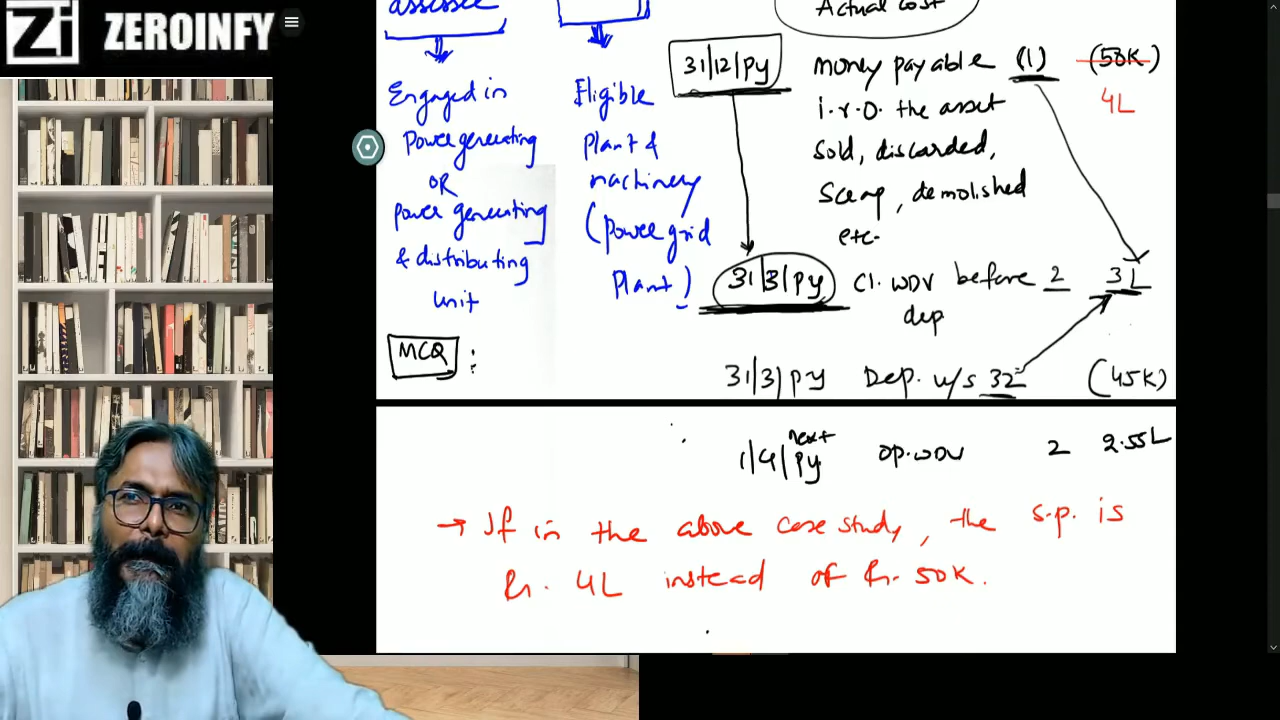 Zi ZEROINFY
assessee
Actual cost
Engaged in
Power generating
OR
Power generating
& distributing
Unit
Eligible
plant &
machinery
(power grid
plant)
31/12/py money payable (1) (50K)
i.r.o. the asset 4L
Sold, discarded,
Scrap, demolished
etc.
31/3/py Cl. WDV before 2 3L
dep
MCQ :
31/3/py Dep. u/s 32 (45K)
1/4/next py op. WDV 2 2.55L
→ If in the above case study, the s.p. is
Rs. 4L instead of Rs. 50K.